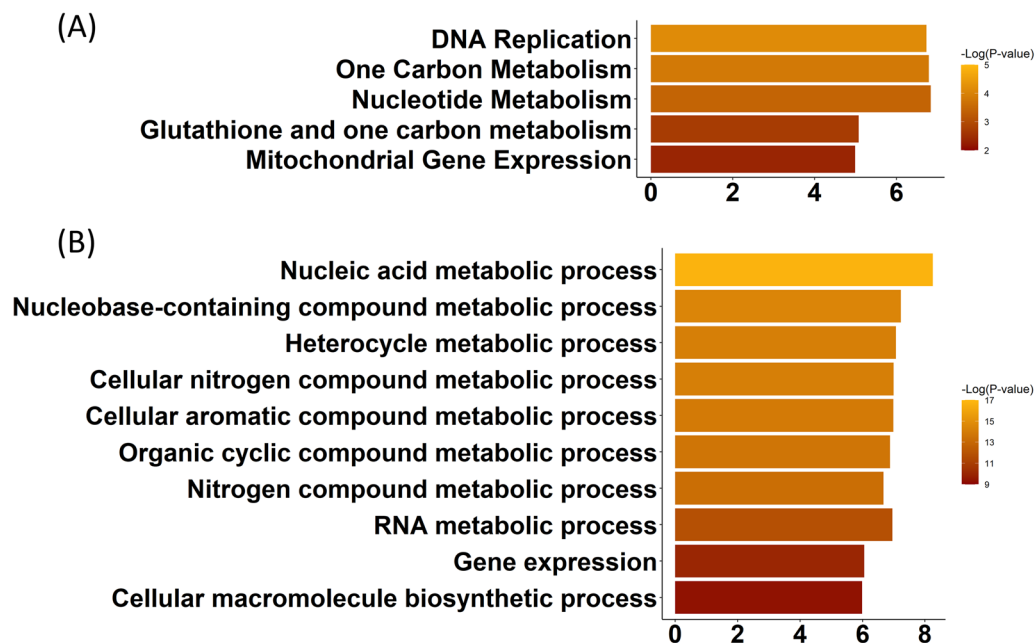 (A)
DNA Replication
One Carbon Metabolism
Nucleotide Metabolism
Glutathione and one carbon metabolism
Mitochondrial Gene Expression
0 2 4 6
-Log(P-value)
5
4
3
2
(B)
Nucleic acid metabolic process
Nucleobase-containing compound metabolic process
Heterocycle metabolic process
Cellular nitrogen compound metabolic process
Cellular aromatic compound metabolic process
Organic cyclic compound metabolic process
Nitrogen compound metabolic process
RNA metabolic process
Gene expression
Cellular macromolecule biosynthetic process
0 2 4 6 8
-Log(P-value)
17
15
13
11
9